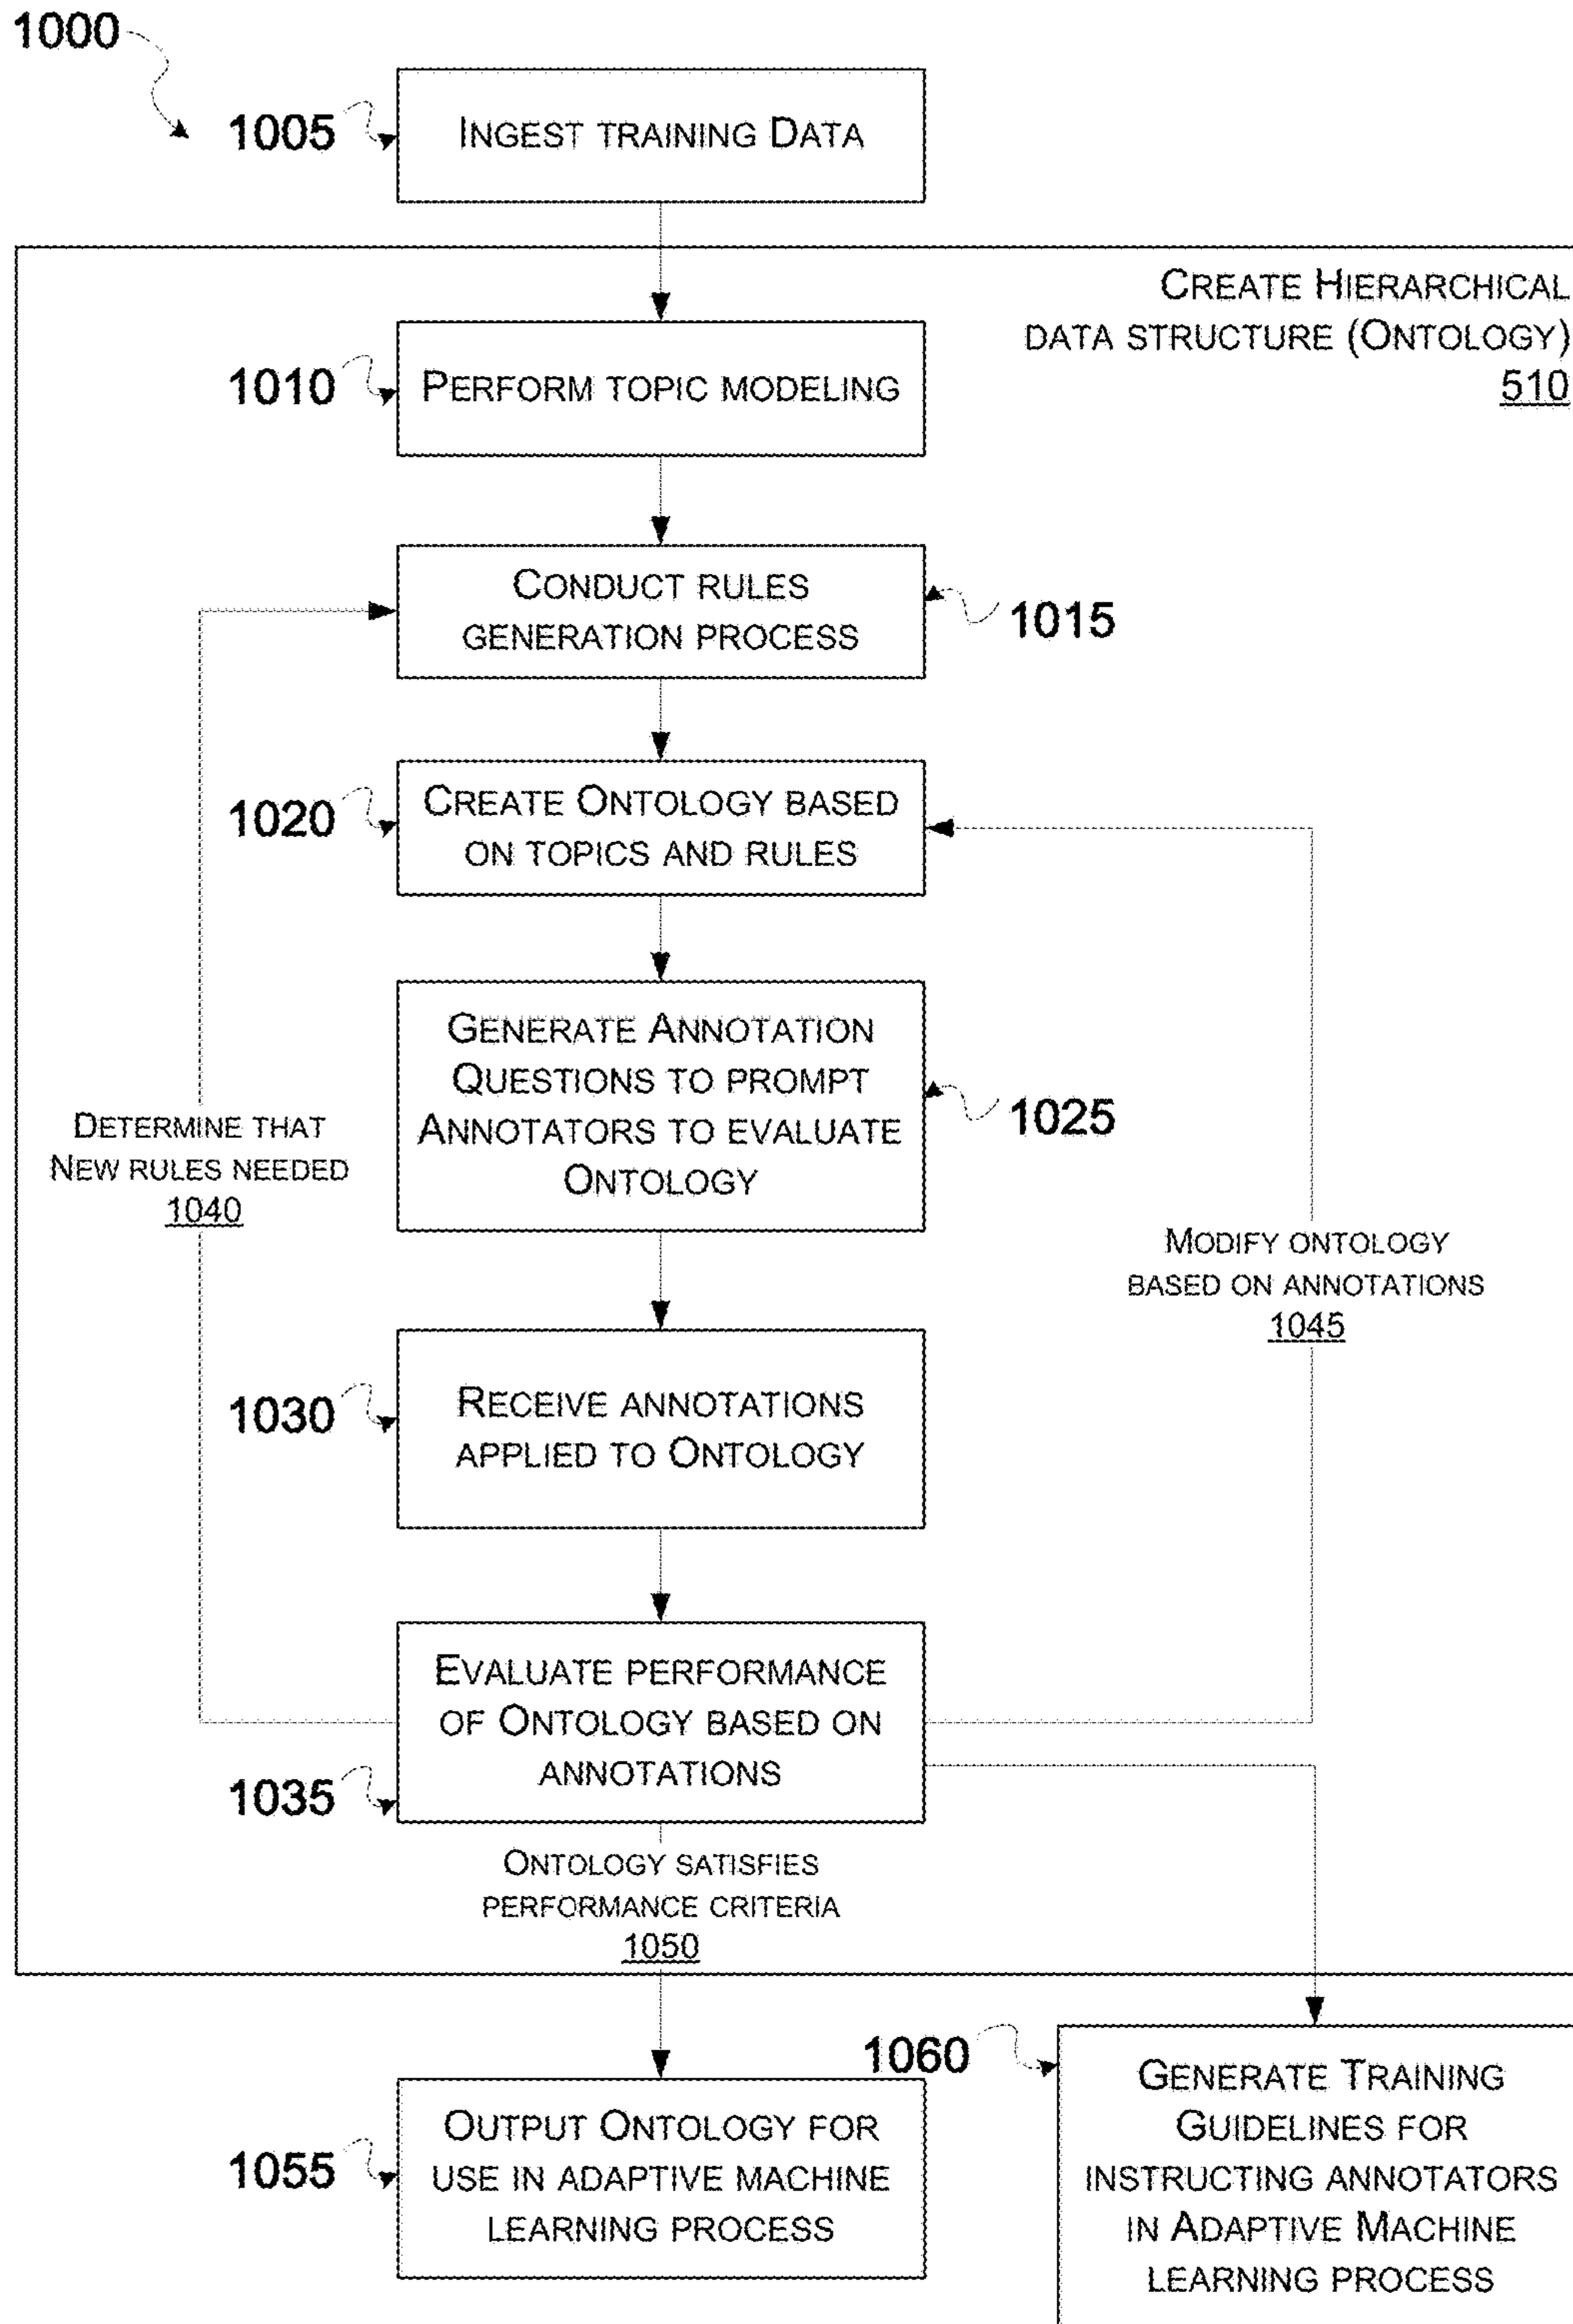 1000
1005
INGEST TRAINING DATA
CREATE HIERARCHICAL
DATA STRUCTURE (ONTOLOGY)
510
1010
PERFORM TOPIC MODELING
CONDUCT RULES
GENERATION PROCESS
1015
1020
CREATE ONTOLOGY BASED
ON TOPICS AND RULES
GENERATE ANNOTATION
QUESTIONS TO PROMPT
ANNOTATORS TO EVALUATE
ONTOLOGY
1025
DETERMINE THAT
NEW RULES NEEDED
1040
MODIFY ONTOLOGY
BASED ON ANNOTATIONS
1045
1030
RECEIVE ANNOTATIONS
APPLIED TO ONTOLOGY
EVALUATE PERFORMANCE
OF ONTOLOGY BASED ON
ANNOTATIONS
1035
ONTOLOGY SATISFIES
PERFORMANCE CRITERIA
1050
1055
OUTPUT ONTOLOGY FOR
USE IN ADAPTIVE MACHINE
LEARNING PROCESS
1060
GENERATE TRAINING
GUIDELINES FOR
INSTRUCTING ANNOTATORS
IN ADAPTIVE MACHINE
LEARNING PROCESS